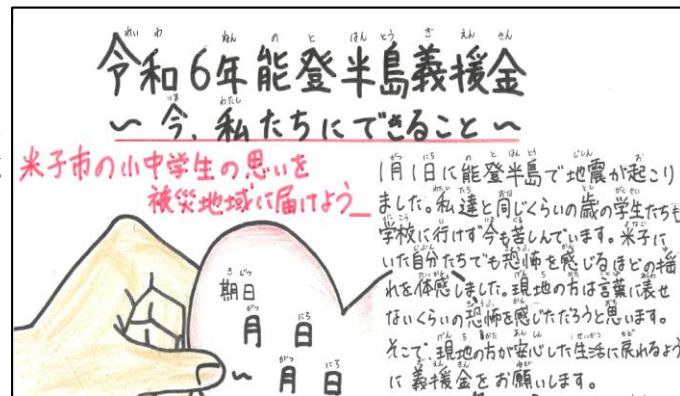 令和6年能登半島義援金
～今、私たちにできること～
米子市の小中学生の思いを
被災地域に届けよう
1月1日に能登半島で地震が起こり
ました。私達と同じくらいの歳の学生たちも
学校に行けず今も苦しんでいます。米子に
いた自分たちでも恐怖を感じるほどの揺
れを体感しました。現地の方は言葉に表せ
ないくらいの恐怖を感じただろうと思います。
そこで、現地の方が安心した生活に戻れるよう
に義援金をお願いします。
期日
月 日
～ 月 日